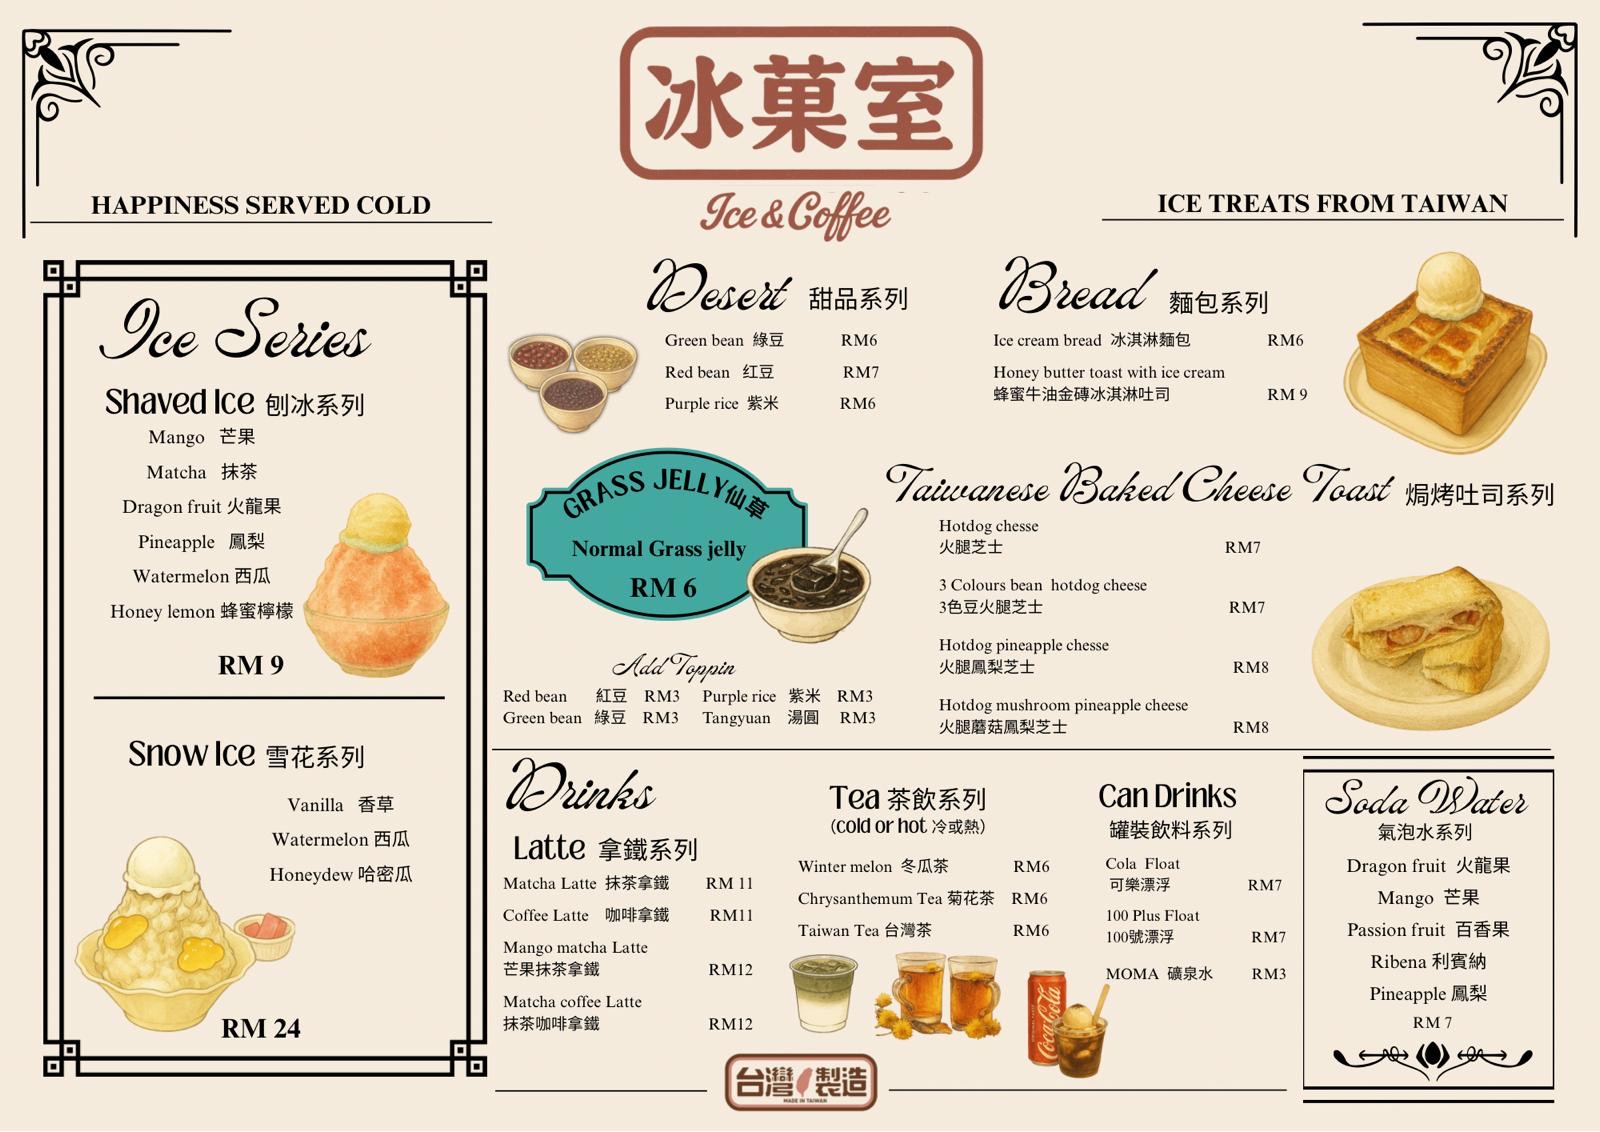 冰菓室
Ice & Coffee
HAPPINESS SERVED COLD
ICE TREATS FROM TAIWAN
Ice Series
Shaved Ice 刨冰系列
Mango 芒果
Matcha 抹茶
Dragon fruit 火龍果
Pineapple 鳳梨
Watermelon 西瓜
Honey lemon 蜂蜜檸檬
RM 9
Snow Ice 雪花系列
Vanilla 香草
Watermelon 西瓜
Honeydew 哈密瓜
RM 24
Desert 甜品系列
Green bean 綠豆 RM6
Red bean 红豆 RM7
Purple rice 紫米 RM6
GRASS JELLY仙草
Normal Grass jelly
RM 6
Add Toppin
Red bean 紅豆 RM3 Purple rice 紫米 RM3
Green bean 綠豆 RM3 Tangyuan 湯圓 RM3
Bread 麵包系列
Ice cream bread 冰淇淋麵包 RM6
Honey butter toast with ice cream
蜂蜜牛油金磚冰淇淋吐司 RM 9
Taiwanese Baked Cheese Toast 焗烤吐司系列
Hotdog chesse
火腿芝士 RM7
3 Colours bean hotdog cheese
3色豆火腿芝士 RM7
Hotdog pineapple chesse
火腿鳳梨芝士 RM8
Hotdog mushroom pineapple cheese
火腿蘑菇鳳梨芝士 RM8
Drinks
Latte 拿鐵系列
Matcha Latte 抹茶拿鐵 RM 11
Coffee Latte 咖啡拿鐵 RM11
Mango matcha Latte
芒果抹茶拿鐵 RM12
Matcha coffee Latte
抹茶咖啡拿鐵 RM12
Tea 茶飲系列
(cold or hot 冷或熱)
Winter melon 冬瓜茶 RM6
Chrysanthemum Tea 菊花茶 RM6
Taiwan Tea 台灣茶 RM6
Can Drinks
罐裝飲料系列
Cola Float
可樂漂浮 RM7
100 Plus Float
100號漂浮 RM7
MOMA 礦泉水 RM3
Coca-Cola
Soda Water
氣泡水系列
Dragon fruit 火龍果
Mango 芒果
Passion fruit 百香果
Ribena 利賓納
Pineapple 鳳梨
RM 7
台灣製造
MADE IN TAIWAN